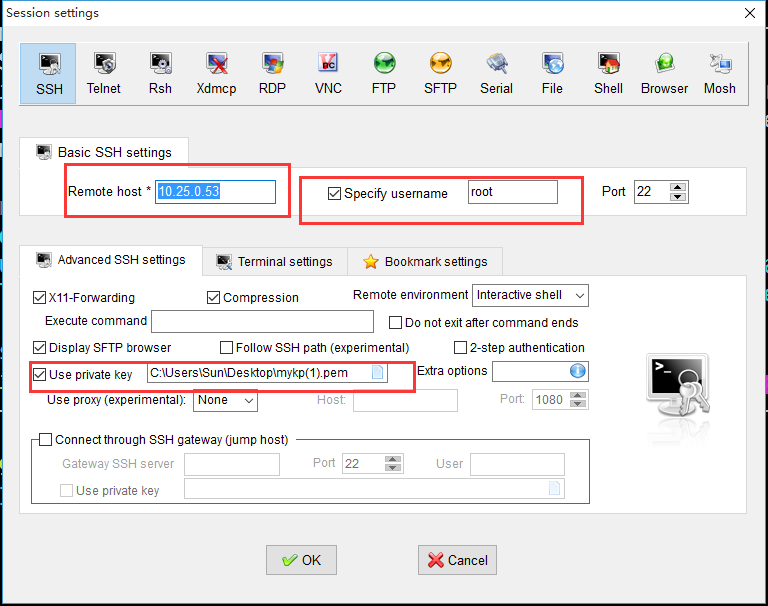 Session settings
SSH Telnet Rsh Xdmcp RDP VNC FTP SFTP Serial File Shell Browser Mosh
Basic SSH settings
Remote host * 10.25.0.53 Specify username root Port 22
Advanced SSH settings Terminal settings Bookmark settings
X11-Forwarding Compression Remote environment Interactive shell
Execute command Do not exit after command ends
Display SFTP browser Follow SSH path (experimental) 2-step authentication
Use private key C:\Users\Sun\Desktop\mykp(1).pem Extra options
Use proxy (experimental): None Host: Port: 1080
Connect through SSH gateway (jump host)
Gateway SSH server Port 22 User
Use private key
OK Cancel